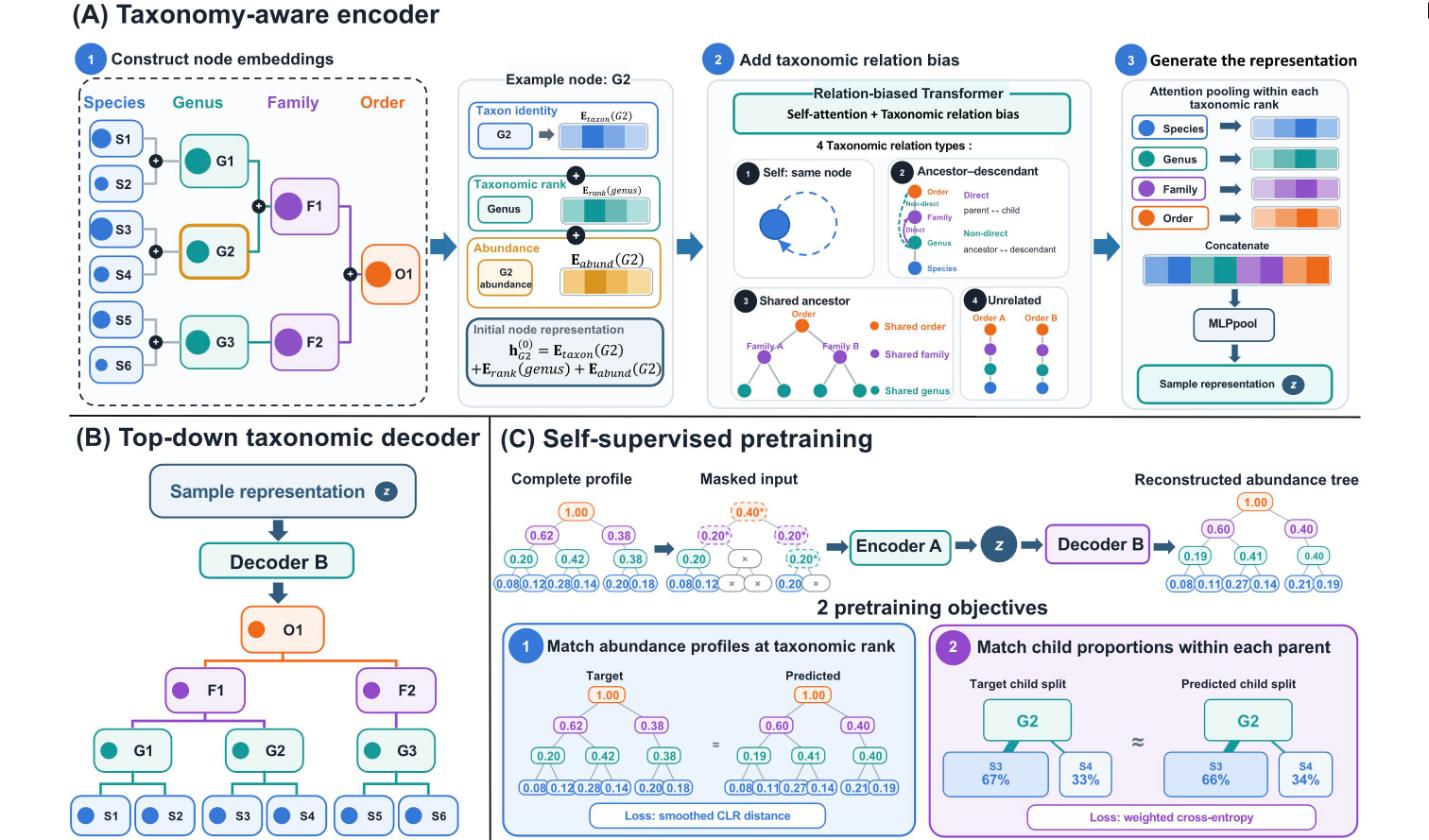 (A) Taxonomy-aware encoder
1 Construct node embeddings
Species Genus Family Order
S1
S2
S3
S4
S5
S6
+
+
+
G1
G2
G3
+
F1
F2
+
O1
Example node: G2
Taxon identity
G2
E_taxon(G2)
+
Taxonomic rank
Genus
E_rank(genus)
+
Abundance
G2
abundance
E_abund(G2)
Initial node representation
h_G2^(0) = E_taxon(G2)
+E_rank(genus) + E_abund(G2)
2 Add taxonomic relation bias
Relation-biased Transformer
Self-attention + Taxonomic relation bias
4 Taxonomic relation types :
1 Self: same node
2 Ancestor–descendant
Order
Non-direct
Family
Direct
Genus
Species
Direct
parent ↔ child
Non-direct
ancestor ↔ descendant
3 Shared ancestor
Order
Family A
Family B
Shared order
Shared family
Shared genus
4 Unrelated
Order A Order B
3 Generate the representation
Attention pooling within each
taxonomic rank
Species
Genus
Family
Order
Concatenate
MLPpool
Sample representation z
(B) Top-down taxonomic decoder
Sample representation z
Decoder B
O1
F1 F2
G1 G2 G3
S1 S2 S3 S4 S5 S6
(C) Self-supervised pretraining
Complete profile
1.00
0.62 0.38
0.20 0.42 0.38
0.08 0.12 0.28 0.14 0.20 0.18
Masked input
0.40*
0.20* 0.20*
0.20 × 0.20*
0.08 0.12 × × 0.20 ×
Encoder A
z
Decoder B
Reconstructed abundance tree
1.00
0.60 0.40
0.19 0.41 0.40
0.08 0.11 0.27 0.14 0.21 0.19
2 pretraining objectives
1 Match abundance profiles at taxonomic rank
Target
1.00
0.62 0.38
0.20 0.42 0.38
0.08 0.12 0.28 0.14 0.20 0.18
≈
Predicted
1.00
0.60 0.40
0.19 0.41 0.40
0.08 0.11 0.27 0.14 0.21 0.19
Loss: smoothed CLR distance
2 Match child proportions within each parent
Target child split
G2
S3
67%
S4
33%
≈
Predicted child split
G2
S3
66%
S4
34%
Loss: weighted cross-entropy